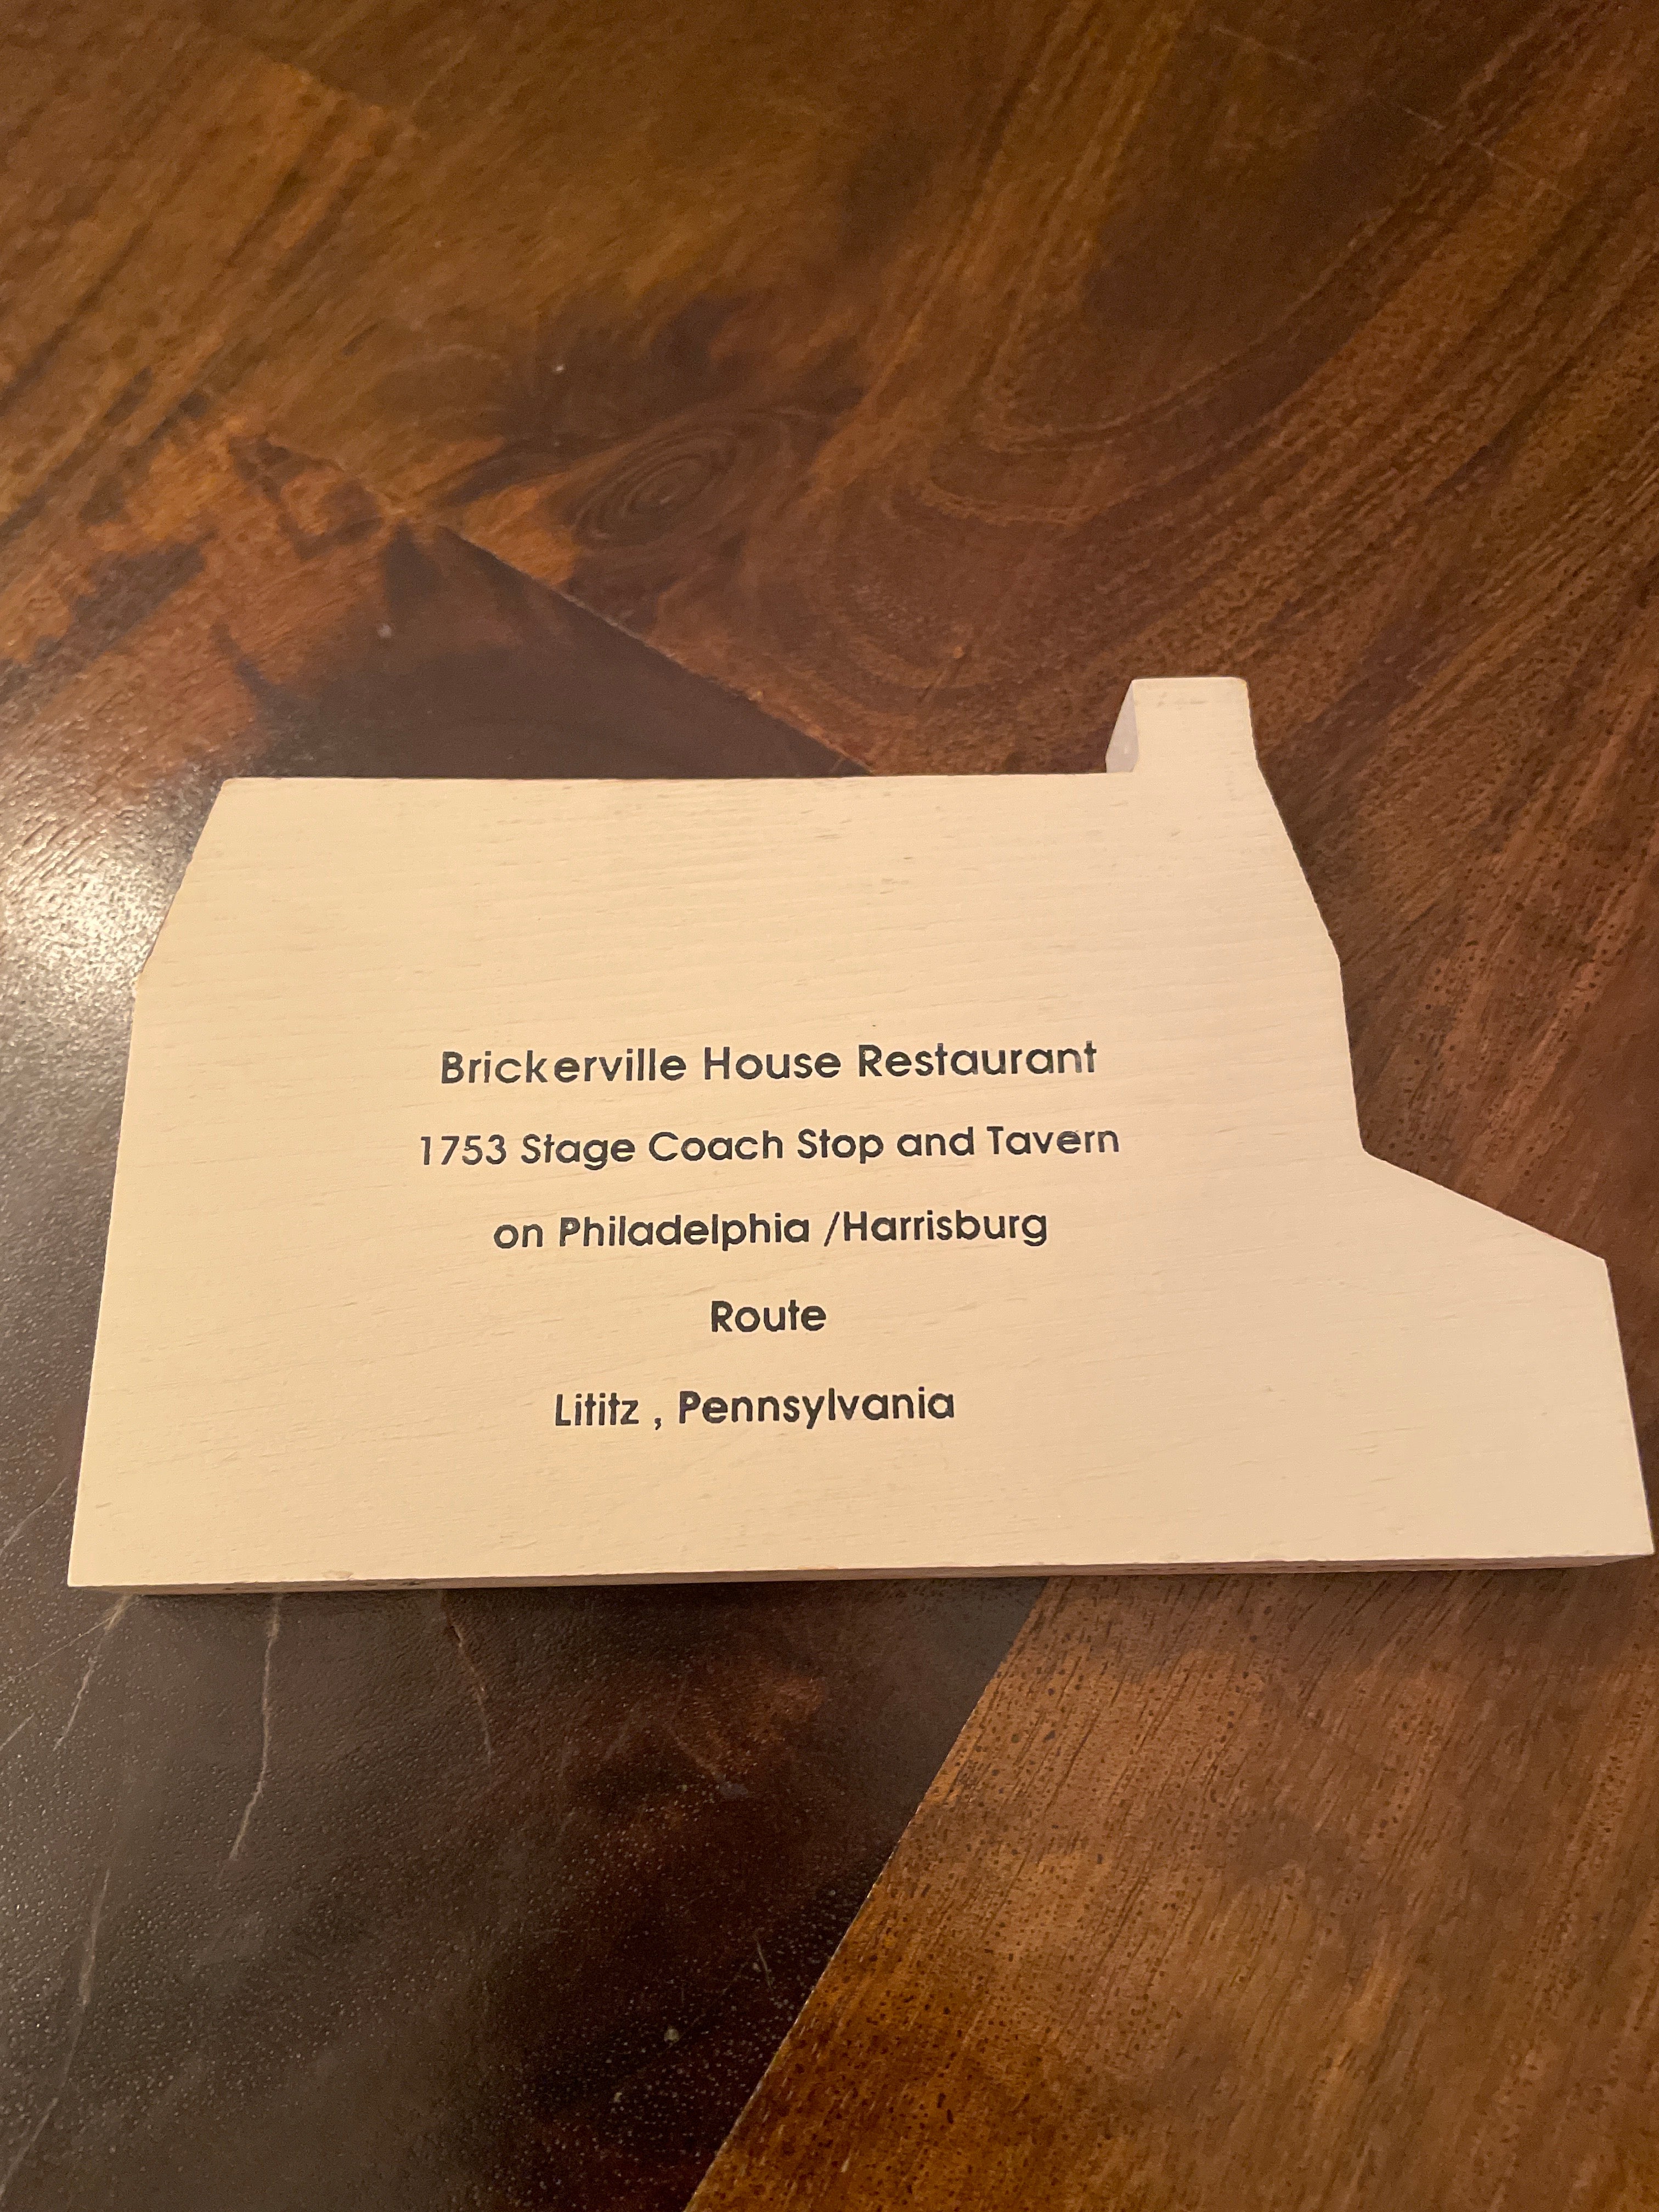 Brickerville House Restaurant
1753 Stage Coach Stop and Tavern
on Philadelphia /Harrisburg
Route
Lititz , Pennsylvania